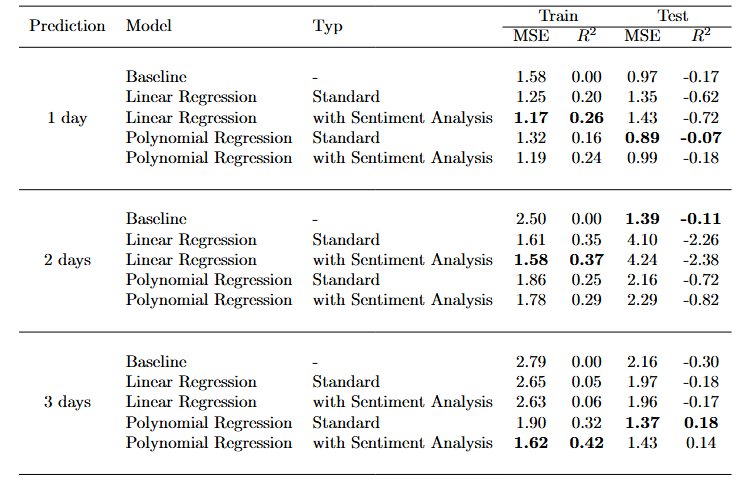 Prediction Model Typ Train Test
MSE R² MSE R²
Baseline - 1.58 0.00 0.97 -0.17
Linear Regression Standard 1.25 0.20 1.35 -0.62
1 day Linear Regression with Sentiment Analysis 1.17 0.26 1.43 -0.72
Polynomial Regression Standard 1.32 0.16 0.89 -0.07
Polynomial Regression with Sentiment Analysis 1.19 0.24 0.99 -0.18
Baseline - 2.50 0.00 1.39 -0.11
Linear Regression Standard 1.61 0.35 4.10 -2.26
2 days Linear Regression with Sentiment Analysis 1.58 0.37 4.24 -2.38
Polynomial Regression Standard 1.86 0.25 2.16 -0.72
Polynomial Regression with Sentiment Analysis 1.78 0.29 2.29 -0.82
Baseline - 2.79 0.00 2.16 -0.30
Linear Regression Standard 2.65 0.05 1.97 -0.18
3 days Linear Regression with Sentiment Analysis 2.63 0.06 1.96 -0.17
Polynomial Regression Standard 1.90 0.32 1.37 0.18
Polynomial Regression with Sentiment Analysis 1.62 0.42 1.43 0.14